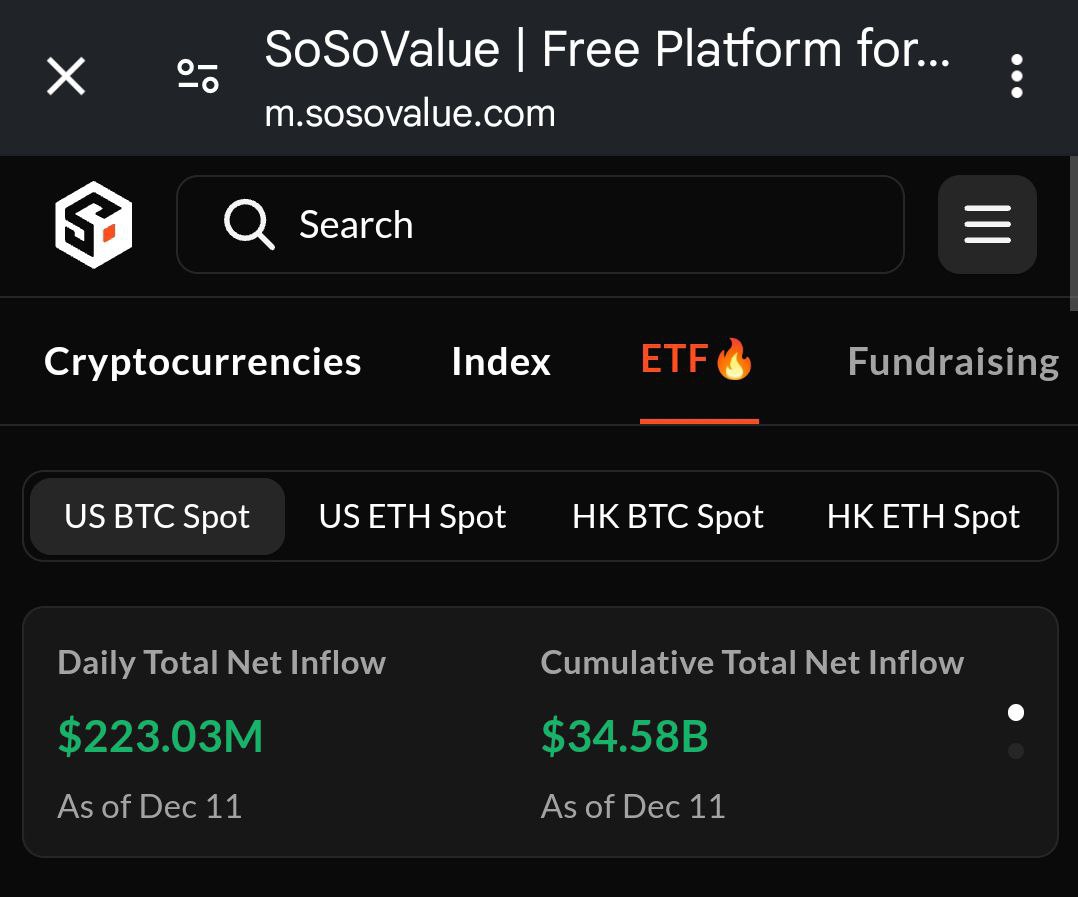 SoSoValue | Free Platform for...
m.sosovalue.com
Search
Cryptocurrencies Index ETF🔥 Fundraising
US BTC Spot US ETH Spot HK BTC Spot HK ETH Spot
Daily Total Net Inflow Cumulative Total Net Inflow
$223.03M $34.58B
As of Dec 11 As of Dec 11